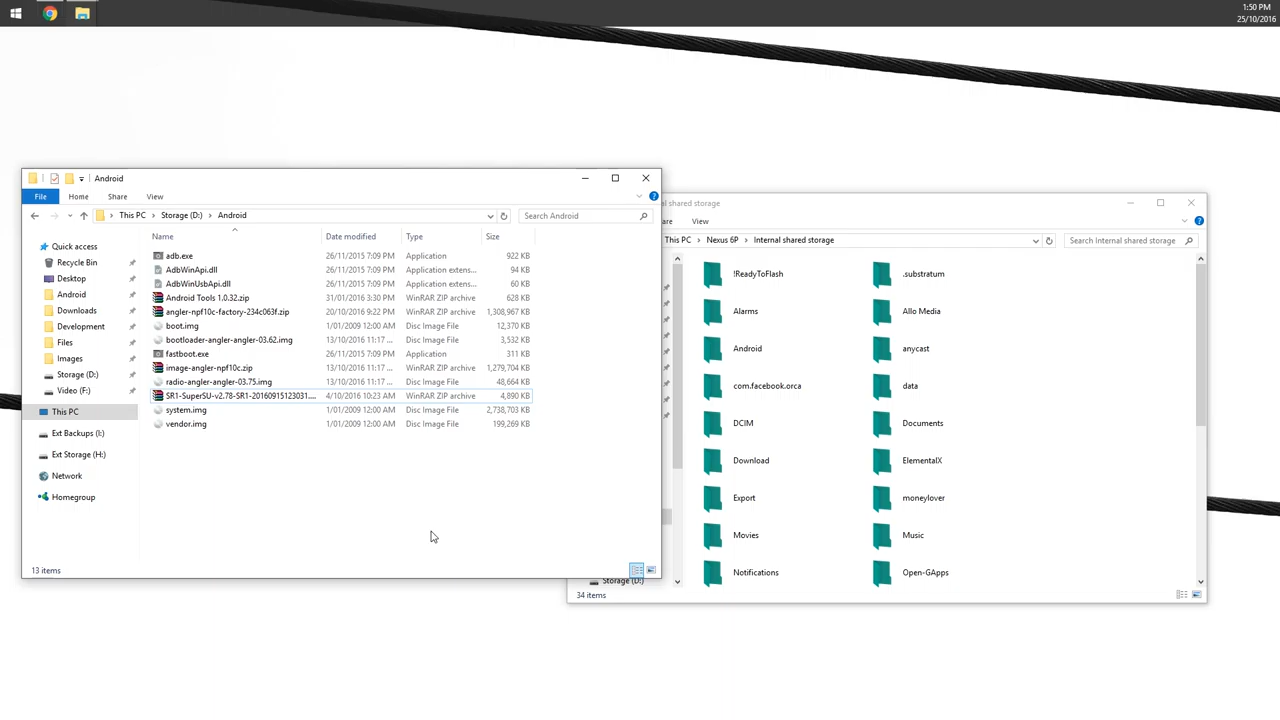 1:50 PM
25/10/2016
Android
File Home Share View
This PC Storage (D:) Android
Search Android
Quick access
Recycle Bin
Desktop
Android
Downloads
Development
Files
Images
Storage (D:)
Video (F:)
This PC
Ext Backups (I:)
Ext Storage (H:)
Network
Homegroup
Name Date modified Type Size
adb.exe 26/11/2015 7:09 PM Application 922 KB
AdbWinApi.dll 26/11/2015 7:09 PM Application extens... 94 KB
AdbWinUsbApi.dll 26/11/2015 7:09 PM Application extens... 60 KB
Android Tools 1.0.32.zip 31/01/2016 3:30 PM WinRAR ZIP archive 628 KB
angler-npf10c-factory-234c063f.zip 20/10/2016 9:22 PM WinRAR ZIP archive 1,308,967 KB
boot.img 1/01/2009 12:00 AM Disc Image File 12,370 KB
bootloader-angler-angler-03.62.img 13/10/2016 11:17 ... Disc Image File 3,532 KB
fastboot.exe 26/11/2015 7:09 PM Application 311 KB
image-angler-npf10c.zip 13/10/2016 11:17 ... WinRAR ZIP archive 1,279,704 KB
radio-angler-angler-03.75.img 13/10/2016 11:17 ... Disc Image File 48,664 KB
SR1-SuperSU-v2.78-SR1-20160915123031.... 4/10/2016 10:23 AM WinRAR ZIP archive 4,890 KB
system.img 1/01/2009 12:00 AM Disc Image File 2,738,703 KB
vendor.img 1/01/2009 12:00 AM Disc Image File 199,269 KB
13 items
al shared storage
are View
This PC Nexus 6P Internal shared storage
Search Internal shared storage
!ReadyToFlash .substratum
Alarms Allo Media
Android anycast
com.facebook.orca data
DCIM Documents
Download ElementalX
Export moneylover
Movies Music
Notifications Open-GApps
Storage (D:)
34 items